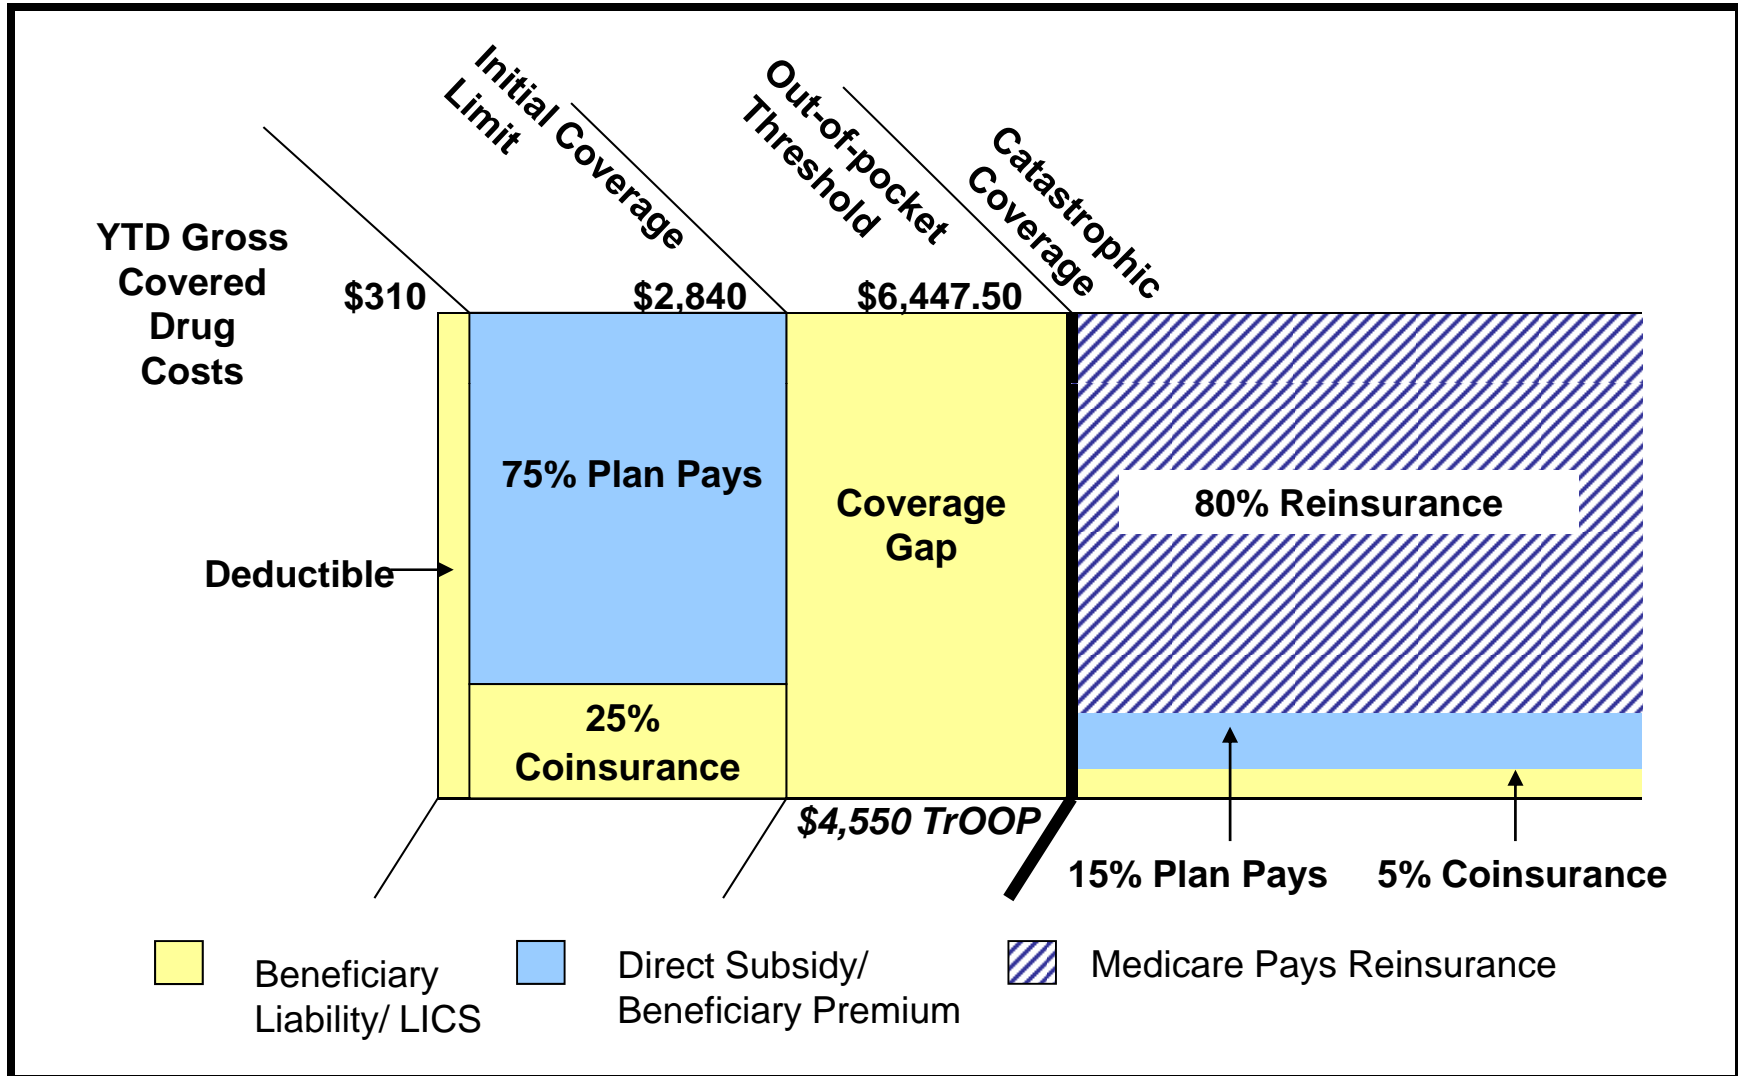 Initial Coverage
Limit
Out-of-pocket
Threshold
Catastrophic
Coverage
YTD Gross
Covered
Drug
Costs
$310
$2,840
$6,447.50
75% Plan Pays
Coverage
Gap
80% Reinsurance
Deductible
25%
Coinsurance
$4,550 TrOOP
15% Plan Pays
5% Coinsurance
Beneficiary
Liability/ LICS
Direct Subsidy/
Beneficiary Premium
Medicare Pays Reinsurance